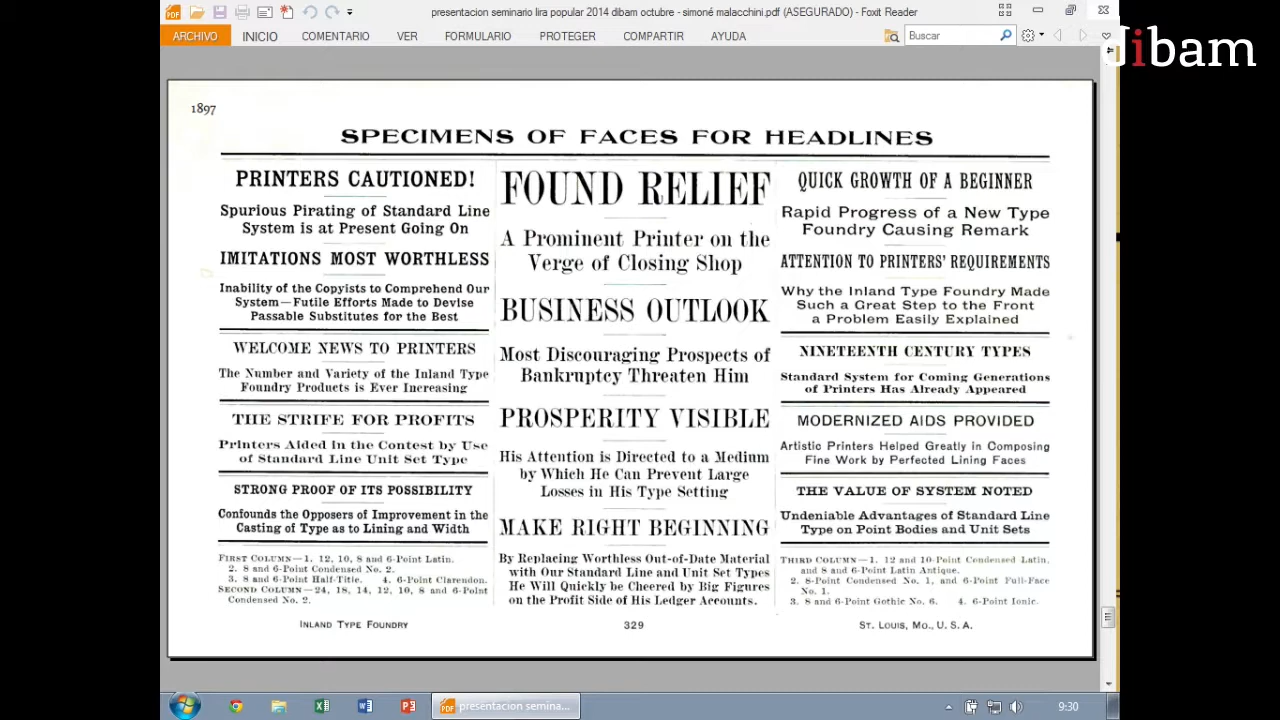 presentacion seminario lira popular 2014 dibam octubre - simoné malacchini.pdf (ASEGURADO) - Foxit Reader
ARCHIVO INICIO COMENTARIO VER FORMULARIO PROTEGER COMPARTIR AYUDA Buscar
dibam
1897
SPECIMENS OF FACES FOR HEADLINES
PRINTERS CAUTIONED!
Spurious Pirating of Standard Line
System is at Present Going On
IMITATIONS MOST WORTHLESS
Inability of the Copyists to Comprehend Our
System—Futile Efforts Made to Devise
Passable Substitutes for the Best
WELCOME NEWS TO PRINTERS
The Number and Variety of the Inland Type
Foundry Products is Ever Increasing
THE STRIFE FOR PROFITS
Printers Aided in the Contest by Use
of Standard Line Unit Set Type
STRONG PROOF OF ITS POSSIBILITY
Confounds the Opposers of Improvement in the
Casting of Type as to Lining and Width
FIRST COLUMN—1. 12, 10, 8 and 6-Point Latin.
2. 8 and 6-Point Condensed No. 2.
3. 8 and 6-Point Half-Title. 4. 6-Point Clarendon.
SECOND COLUMN—24, 18, 14, 12, 10, 8 and 6-Point
Condensed No. 2.
FOUND RELIEF
A Prominent Printer on the
Verge of Closing Shop
BUSINESS OUTLOOK
Most Discouraging Prospects of
Bankruptcy Threaten Him
PROSPERITY VISIBLE
His Attention is Directed to a Medium
by Which He Can Prevent Large
Losses in His Type Setting
MAKE RIGHT BEGINNING
By Replacing Worthless Out-of-Date Material
with Our Standard Line and Unit Set Types
He Will Quickly be Cheered by Big Figures
on the Profit Side of His Ledger Accounts.
QUICK GROWTH OF A BEGINNER
Rapid Progress of a New Type
Foundry Causing Remark
ATTENTION TO PRINTERS' REQUIREMENTS
Why the Inland Type Foundry Made
Such a Great Step to the Front
a Problem Easily Explained
NINETEENTH CENTURY TYPES
Standard System for Coming Generations
of Printers Has Already Appeared
MODERNIZED AIDS PROVIDED
Artistic Printers Helped Greatly in Composing
Fine Work by Perfected Lining Faces
THE VALUE OF SYSTEM NOTED
Undeniable Advantages of Standard Line
Type on Point Bodies and Unit Sets
THIRD COLUMN—1. 12 and 10-Point Condensed Latin,
and 8 and 6-Point Latin Antique.
2. 8-Point Condensed No. 1, and 6-Point Full-Face
No. 1.
3. 8 and 6-Point Gothic No. 6. 4. 6-Point Ionic.
INLAND TYPE FOUNDRY 329 ST. LOUIS, MO., U. S. A.
presentacion semina...
9:30